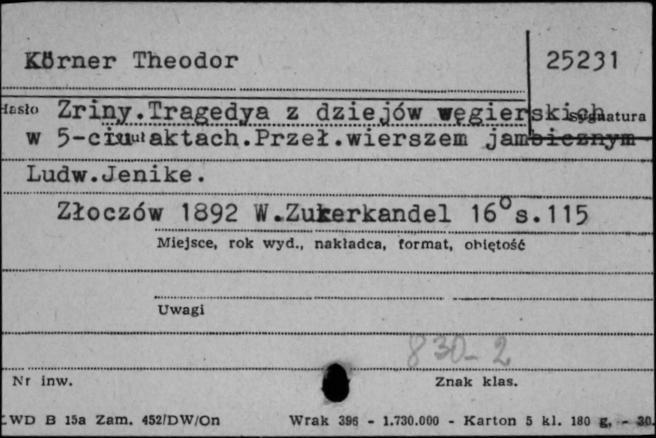 Körner Theodor 25231
Hasło Zriny.Tragedya z dziejów węgierskich sygnatura
w 5-ciu aktach.Przeł.wierszem jambicznym
Ludw.Jenike.
Złoczów 1892 W.Zukerkandel 16° s.115
Miejsce, rok wyd., nakładca, format, objętość
Uwagi
830-2
Nr inw. Znak klas.
LWD B 15a Zam. 452/DW/On Wrak 396 - 1.730.000 - Karton 5 kl. 180 g. - 30.